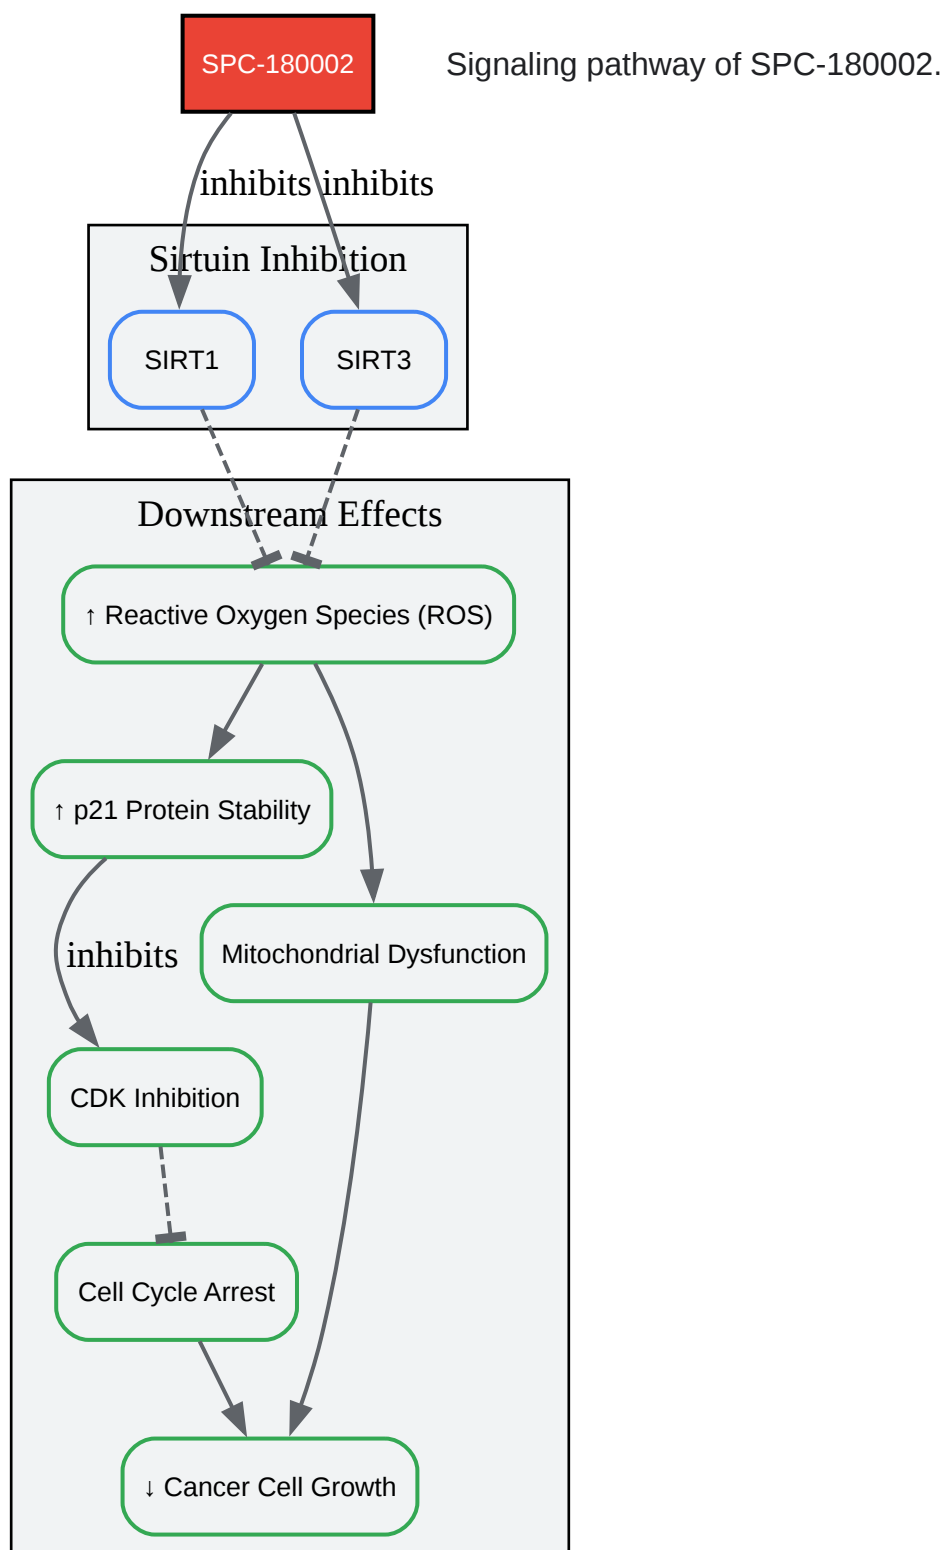 SPC-180002
Signaling pathway of SPC-180002.
inhibits
inhibits
Sirtuin Inhibition
SIRT1
SIRT3
Downstream Effects
↑ Reactive Oxygen Species (ROS)
↑ p21 Protein Stability
inhibits
Mitochondrial Dysfunction
CDK Inhibition
Cell Cycle Arrest
↓ Cancer Cell Growth